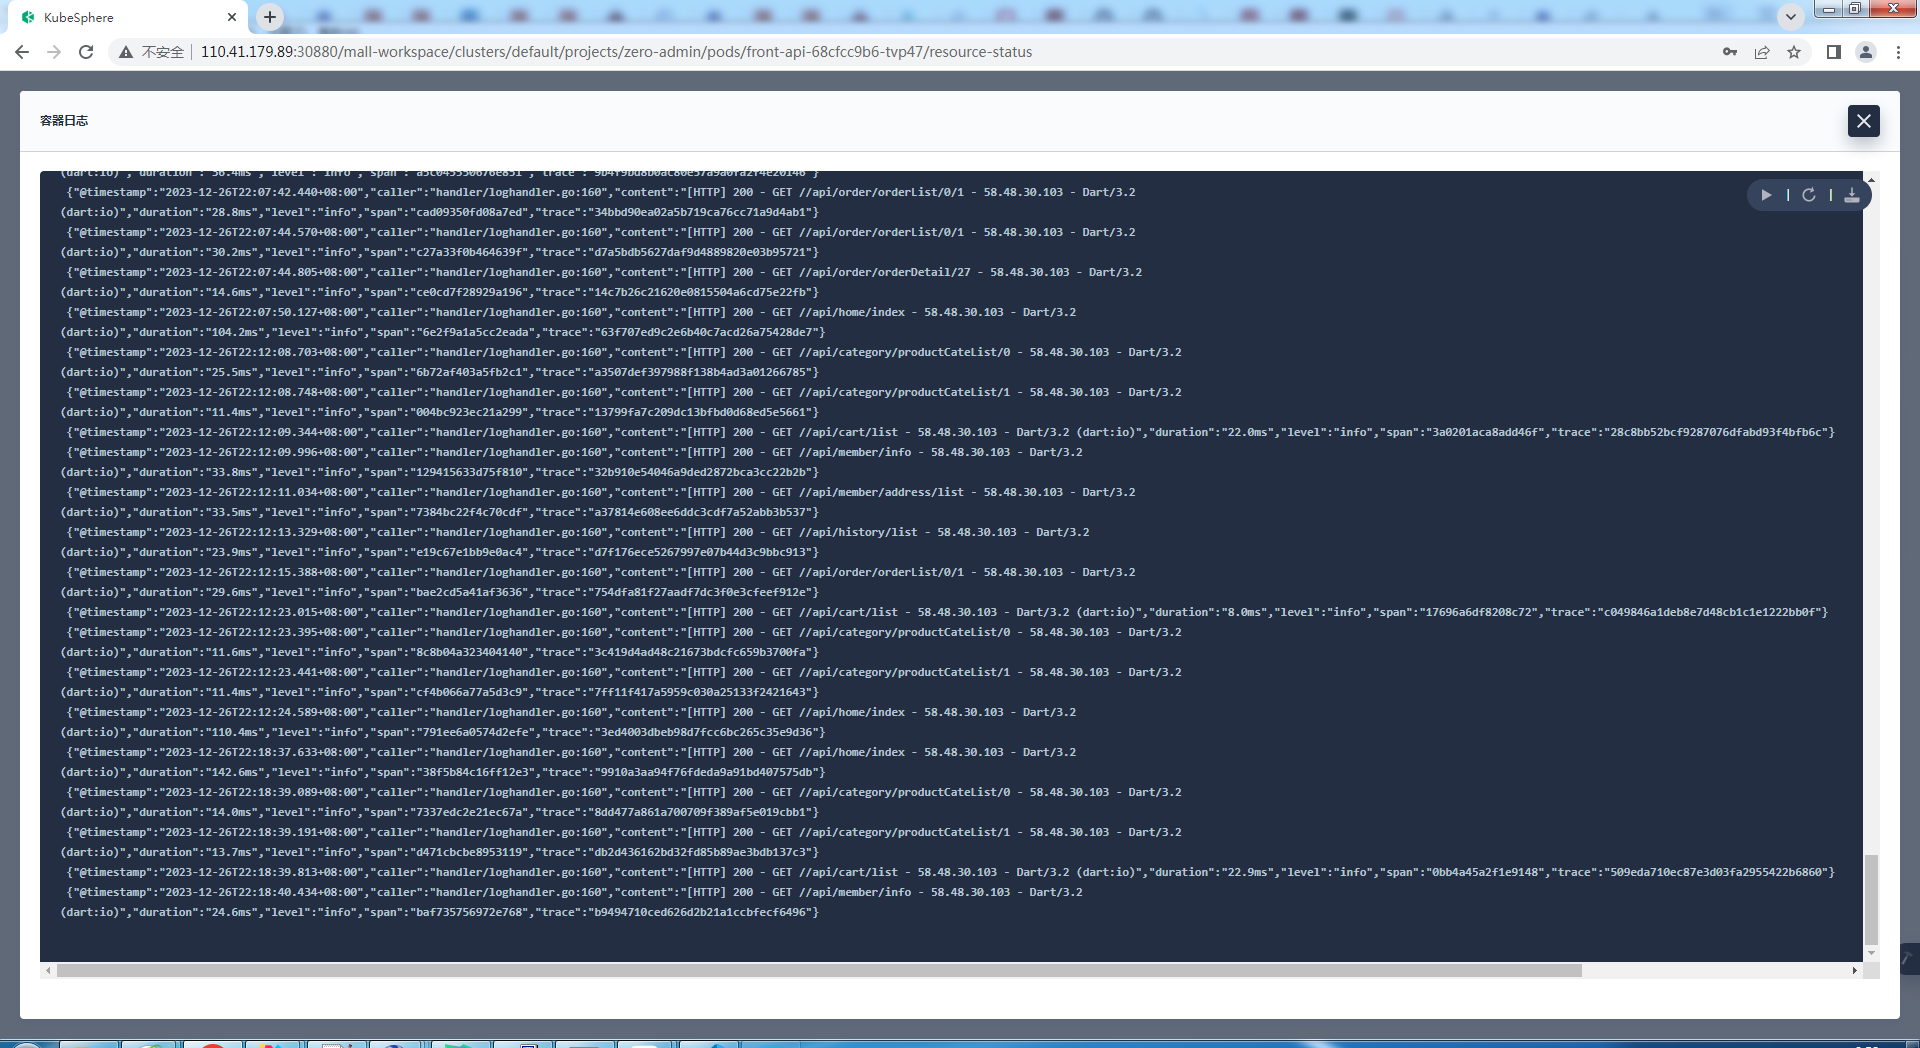 KubeSphere
不安全
110.41.179.89:30880/mall-workspace/clusters/default/projects/zero-admin/pods/front-api-68cfcc9b6-tvp47/resource-status
容器日志
(dart:io)","duration":"36.4ms","level":"info","span":"a5c043550676e851","trace":"9b4f9bd8b0ac80e57a9a0fa2f4e20146"}
{"@timestamp":"2023-12-26T22:07:42.440+08:00","caller":"handler/loghandler.go:160","content":"[HTTP] 200 - GET //api/order/orderList/0/1 - 58.48.30.103 - Dart/3.2
(dart:io)","duration":"28.8ms","level":"info","span":"cad09350fd08a7ed","trace":"34bbd90ea02a5b719ca76cc71a9d4ab1"}
{"@timestamp":"2023-12-26T22:07:44.570+08:00","caller":"handler/loghandler.go:160","content":"[HTTP] 200 - GET //api/order/orderList/0/1 - 58.48.30.103 - Dart/3.2
(dart:io)","duration":"30.2ms","level":"info","span":"c27a33f0b464639f","trace":"d7a5bdb5627daf9d4889820e03b95721"}
{"@timestamp":"2023-12-26T22:07:44.805+08:00","caller":"handler/loghandler.go:160","content":"[HTTP] 200 - GET //api/order/orderDetail/27 - 58.48.30.103 - Dart/3.2
(dart:io)","duration":"14.6ms","level":"info","span":"ce0cd7f28929a196","trace":"14c7b26c21620e0815504a6cd75e22fb"}
{"@timestamp":"2023-12-26T22:07:50.127+08:00","caller":"handler/loghandler.go:160","content":"[HTTP] 200 - GET //api/home/index - 58.48.30.103 - Dart/3.2
(dart:io)","duration":"104.2ms","level":"info","span":"6e2f9a1a5cc2eada","trace":"63f707ed9c2e6b40c7acd26a75428de7"}
{"@timestamp":"2023-12-26T22:12:08.703+08:00","caller":"handler/loghandler.go:160","content":"[HTTP] 200 - GET //api/category/productCateList/0 - 58.48.30.103 - Dart/3.2
(dart:io)","duration":"25.5ms","level":"info","span":"6b72af403a5fb2c1","trace":"a3507def397988f138b4ad3a01266785"}
{"@timestamp":"2023-12-26T22:12:08.748+08:00","caller":"handler/loghandler.go:160","content":"[HTTP] 200 - GET //api/category/productCateList/1 - 58.48.30.103 - Dart/3.2
(dart:io)","duration":"11.4ms","level":"info","span":"004bc923ec21a299","trace":"13799fa7c209dc13bfbd0d68ed5e5661"}
{"@timestamp":"2023-12-26T22:12:09.344+08:00","caller":"handler/loghandler.go:160","content":"[HTTP] 200 - GET //api/cart/list - 58.48.30.103 - Dart/3.2 (dart:io)","duration":"22.0ms","level":"info","span":"3a0201aca8add46f","trace":"28c8bb52bcf9287076dfabd93f4bfb6c"}
{"@timestamp":"2023-12-26T22:12:09.996+08:00","caller":"handler/loghandler.go:160","content":"[HTTP] 200 - GET //api/member/info - 58.48.30.103 - Dart/3.2
(dart:io)","duration":"33.8ms","level":"info","span":"129415633d75f810","trace":"32b910e54046a9ded2872bca3cc22b2b"}
{"@timestamp":"2023-12-26T22:12:11.034+08:00","caller":"handler/loghandler.go:160","content":"[HTTP] 200 - GET //api/member/address/list - 58.48.30.103 - Dart/3.2
(dart:io)","duration":"33.5ms","level":"info","span":"7384bc22f4c70cdf","trace":"a37814e608ee6ddc3cdf7a52abb3b537"}
{"@timestamp":"2023-12-26T22:12:13.329+08:00","caller":"handler/loghandler.go:160","content":"[HTTP] 200 - GET //api/history/list - 58.48.30.103 - Dart/3.2
(dart:io)","duration":"23.9ms","level":"info","span":"e19c67e1bb9e0ac4","trace":"d7f176ece5267997e07b44d3c9bbc913"}
{"@timestamp":"2023-12-26T22:12:15.388+08:00","caller":"handler/loghandler.go:160","content":"[HTTP] 200 - GET //api/order/orderList/0/1 - 58.48.30.103 - Dart/3.2
(dart:io)","duration":"29.6ms","level":"info","span":"bae2cd5a41af3636","trace":"754dfa81f27aadf7dc3f0e3cfeef912e"}
{"@timestamp":"2023-12-26T22:12:23.015+08:00","caller":"handler/loghandler.go:160","content":"[HTTP] 200 - GET //api/cart/list - 58.48.30.103 - Dart/3.2 (dart:io)","duration":"8.0ms","level":"info","span":"17696a6df8208c72","trace":"c049846a1deb8e7d48cb1c1e1222bb0f"}
{"@timestamp":"2023-12-26T22:12:23.395+08:00","caller":"handler/loghandler.go:160","content":"[HTTP] 200 - GET //api/category/productCateList/0 - 58.48.30.103 - Dart/3.2
(dart:io)","duration":"11.6ms","level":"info","span":"8c8b04a323404140","trace":"3c419d4ad48c21673bdcfc659b3700fa"}
{"@timestamp":"2023-12-26T22:12:23.441+08:00","caller":"handler/loghandler.go:160","content":"[HTTP] 200 - GET //api/category/productCateList/1 - 58.48.30.103 - Dart/3.2
(dart:io)","duration":"11.4ms","level":"info","span":"cf4b066a77a5d3c9","trace":"7ff11f417a5959c030a25133f2421643"}
{"@timestamp":"2023-12-26T22:12:24.589+08:00","caller":"handler/loghandler.go:160","content":"[HTTP] 200 - GET //api/home/index - 58.48.30.103 - Dart/3.2
(dart:io)","duration":"110.4ms","level":"info","span":"791ee6a0574d2efe","trace":"3ed4003dbeb98d7fcc6bc265c35e9d36"}
{"@timestamp":"2023-12-26T22:18:37.633+08:00","caller":"handler/loghandler.go:160","content":"[HTTP] 200 - GET //api/home/index - 58.48.30.103 - Dart/3.2
(dart:io)","duration":"142.6ms","level":"info","span":"38f5b84c16ff12e3","trace":"9910a3aa94f76fdeda9a91bd407575db"}
{"@timestamp":"2023-12-26T22:18:39.089+08:00","caller":"handler/loghandler.go:160","content":"[HTTP] 200 - GET //api/category/productCateList/0 - 58.48.30.103 - Dart/3.2
(dart:io)","duration":"14.0ms","level":"info","span":"7337edc2e21ec67a","trace":"8dd477a861a700709f389af5e019cbb1"}
{"@timestamp":"2023-12-26T22:18:39.191+08:00","caller":"handler/loghandler.go:160","content":"[HTTP] 200 - GET //api/category/productCateList/1 - 58.48.30.103 - Dart/3.2
(dart:io)","duration":"13.7ms","level":"info","span":"d471cbcbe8953119","trace":"db2d436162bd32fd85b89ae3bdb137c3"}
{"@timestamp":"2023-12-26T22:18:39.813+08:00","caller":"handler/loghandler.go:160","content":"[HTTP] 200 - GET //api/cart/list - 58.48.30.103 - Dart/3.2 (dart:io)","duration":"22.9ms","level":"info","span":"0bb4a45a2f1e9148","trace":"509eda710ec87e3d03fa2955422b6860"}
{"@timestamp":"2023-12-26T22:18:40.434+08:00","caller":"handler/loghandler.go:160","content":"[HTTP] 200 - GET //api/member/info - 58.48.30.103 - Dart/3.2
(dart:io)","duration":"24.6ms","level":"info","span":"baf735756972e768","trace":"b9494710ced626d2b21a1ccbfecf6496"}